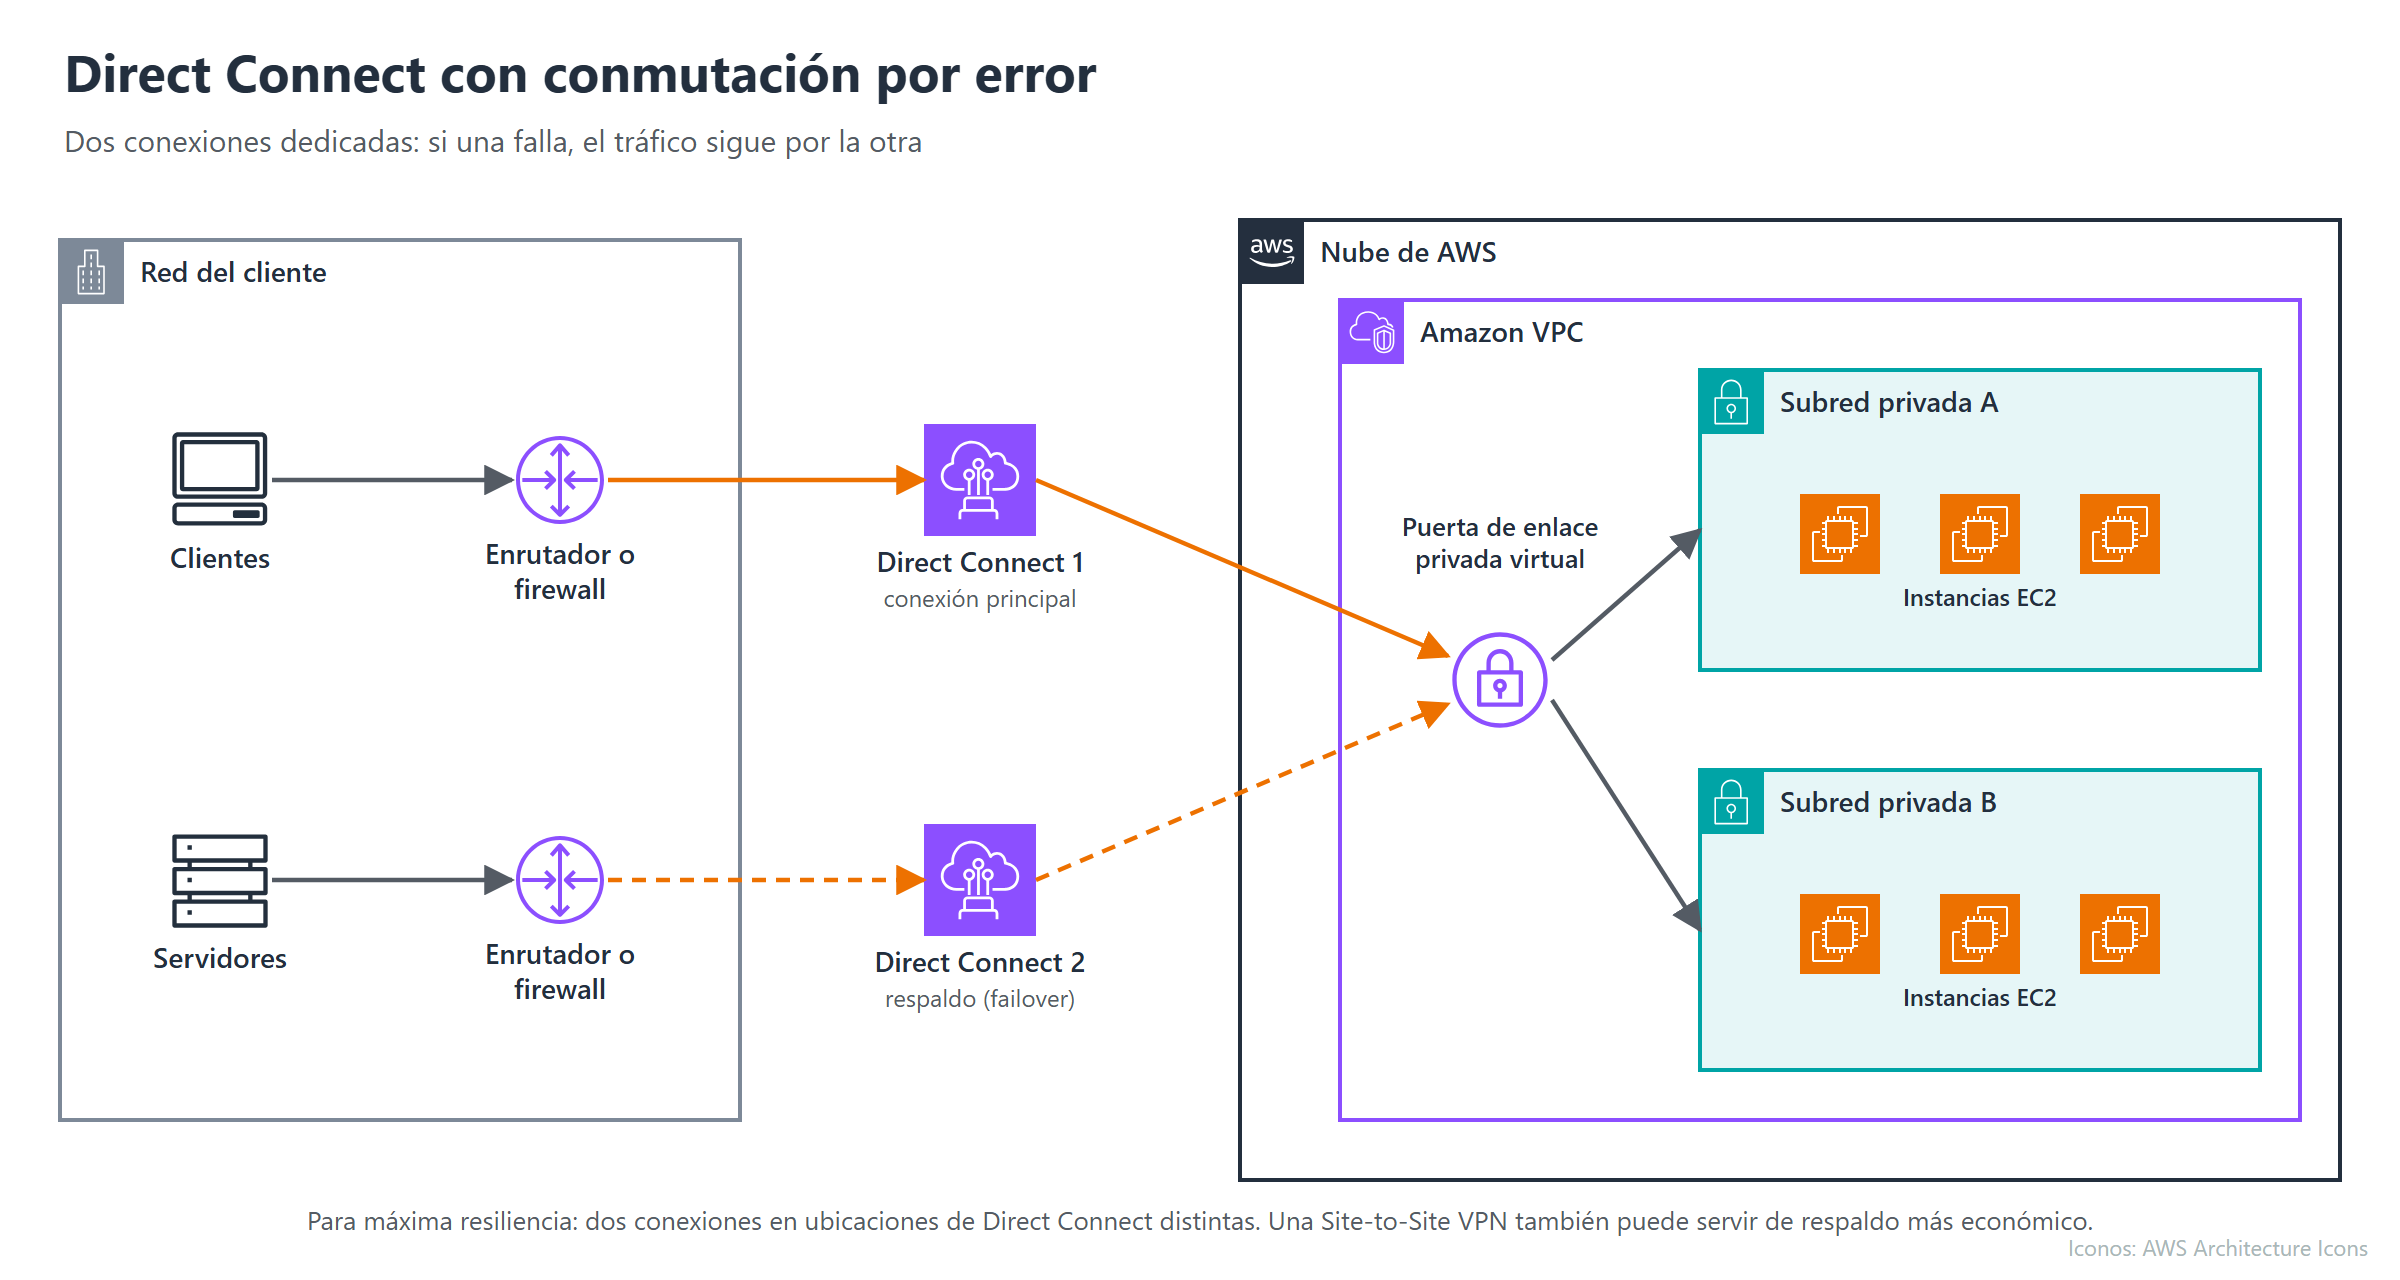 Direct Connect con conmutación por error
Dos conexiones dedicadas: si una falla, el tráfico sigue por la otra
Red del cliente
Clientes
Enrutador o
firewall
Servidores
Enrutador o
firewall
Direct Connect 1
conexión principal
Direct Connect 2
respaldo (failover)
aws
Nube de AWS
Amazon VPC
Puerta de enlace
privada virtual
Subred privada A
Instancias EC2
Subred privada B
Instancias EC2
Para máxima resiliencia: dos conexiones en ubicaciones de Direct Connect distintas. Una Site-to-Site VPN también puede servir de respaldo más económico.
Iconos: AWS Architecture Icons